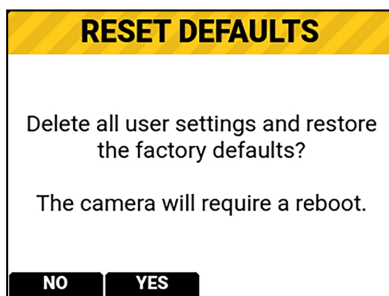 RESET DEFAULTS
Delete all user settings and restore
the factory defaults?
The camera will require a reboot.
NO YES